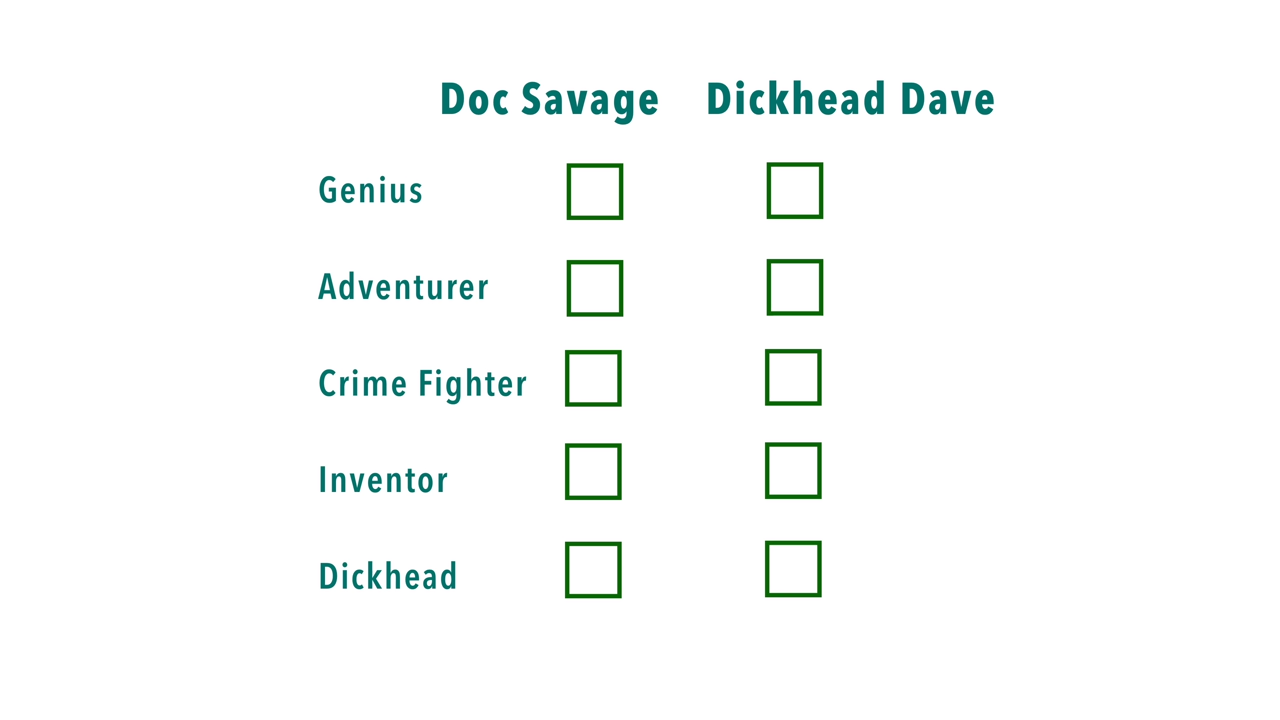 Doc Savage Dickhead Dave
Genius
Adventurer
Crime Fighter
Inventor
Dickhead